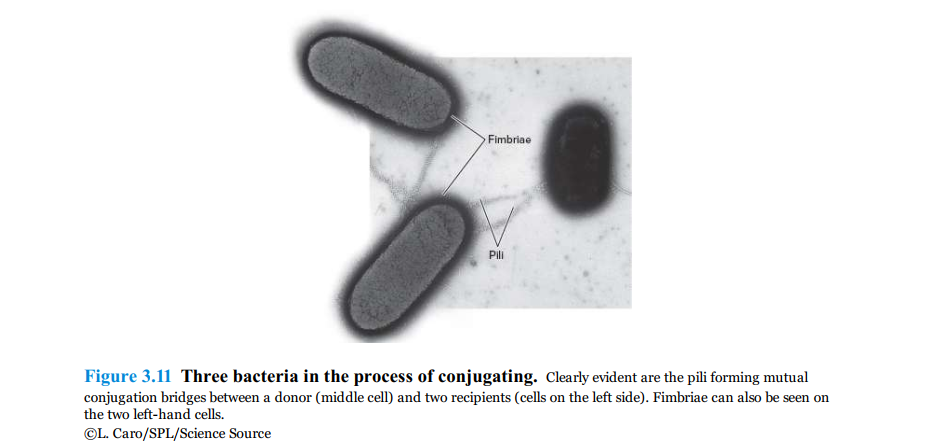 Fimbriae
Pili
Figure 3.11 Three bacteria in the process of conjugating. Clearly evident are the pili forming mutual
conjugation bridges between a donor (middle cell) and two recipients (cells on the left side). Fimbriae can also be seen on
the two left-hand cells.
©L. Caro/SPL/Science Source